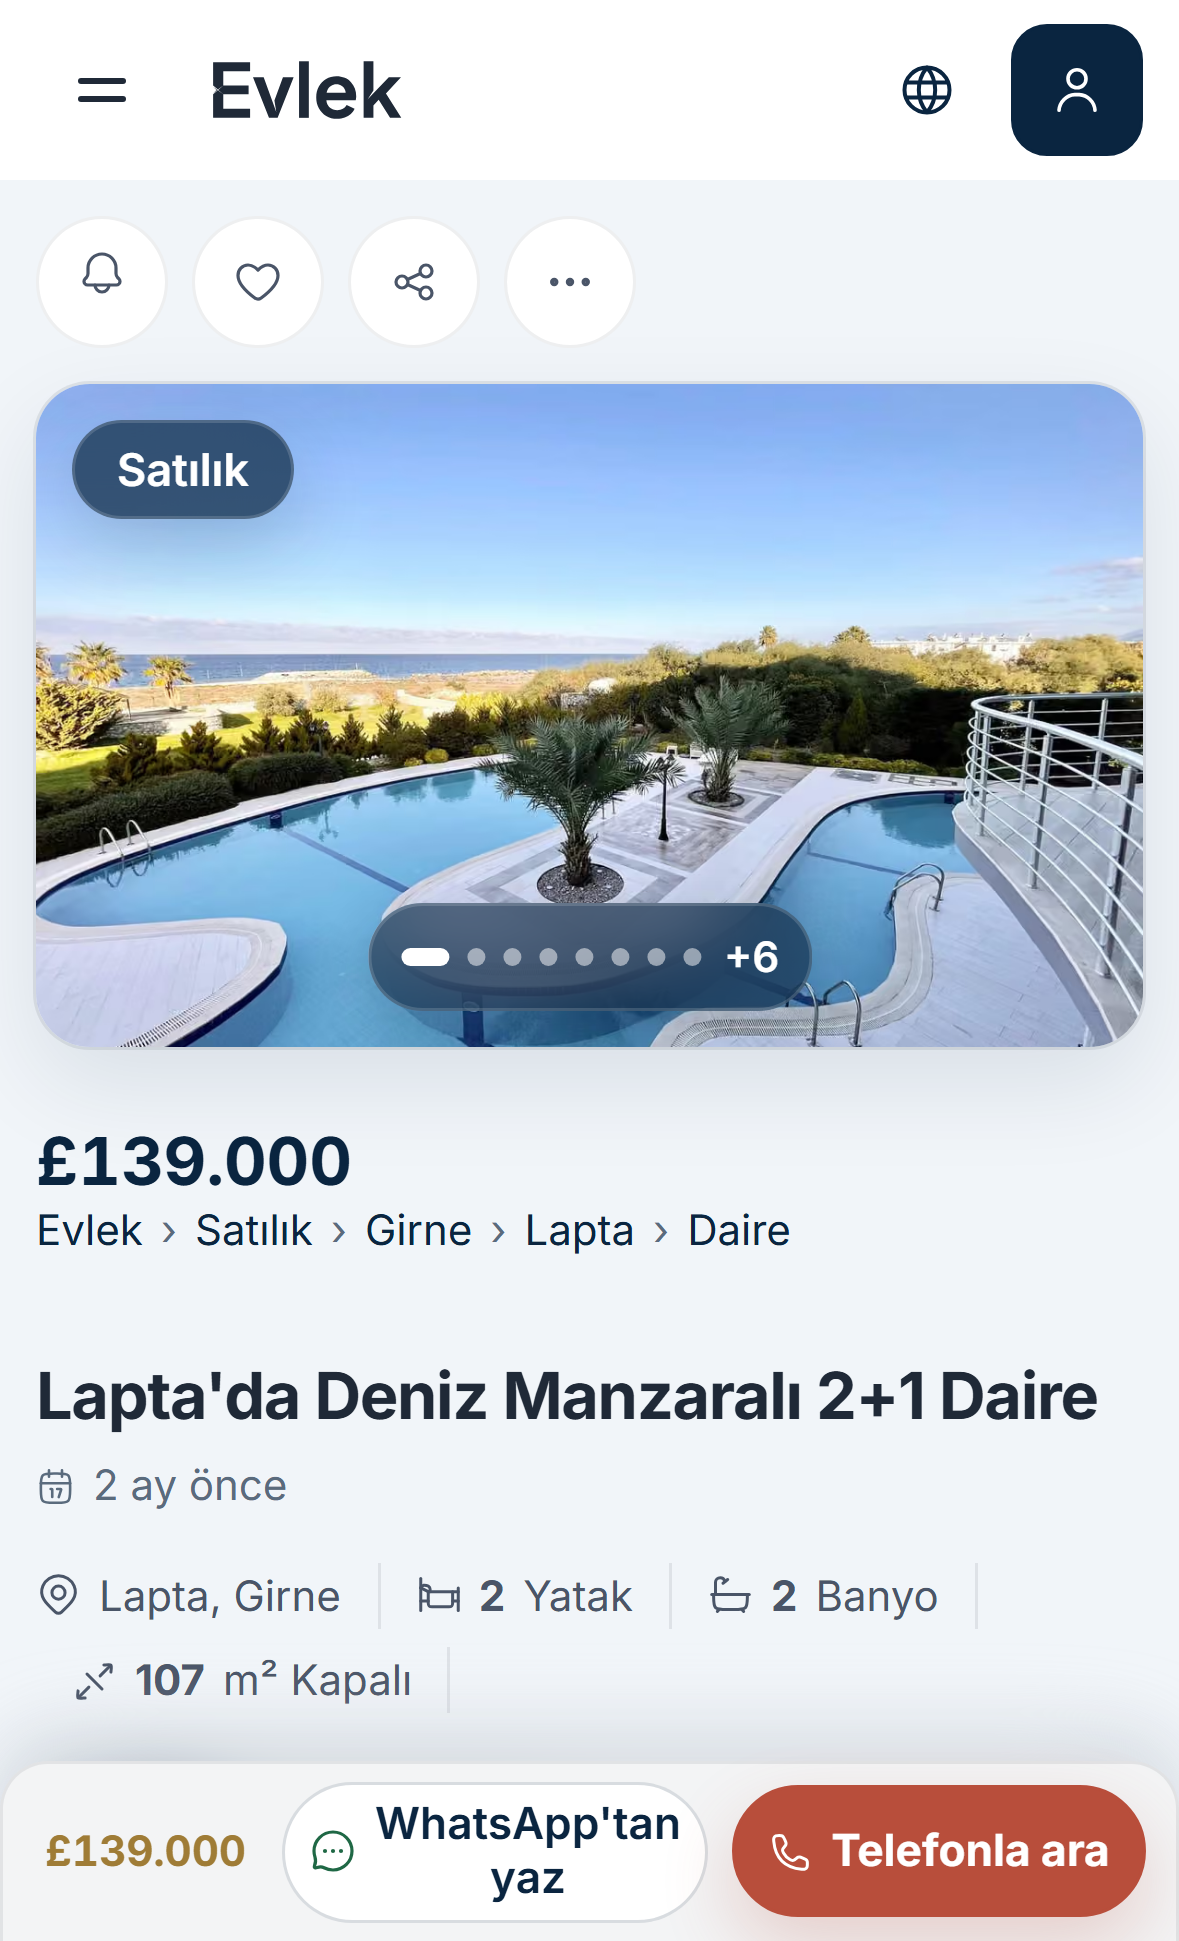 Evlek
Satılık
+6
£139.000
Evlek › Satılık › Girne › Lapta › Daire
Lapta'da Deniz Manzaralı 2+1 Daire
17
2 ay önce
Lapta, Girne
2 Yatak
2 Banyo
107 m² Kapalı
£139.000
WhatsApp'tan
yaz
Telefonla ara